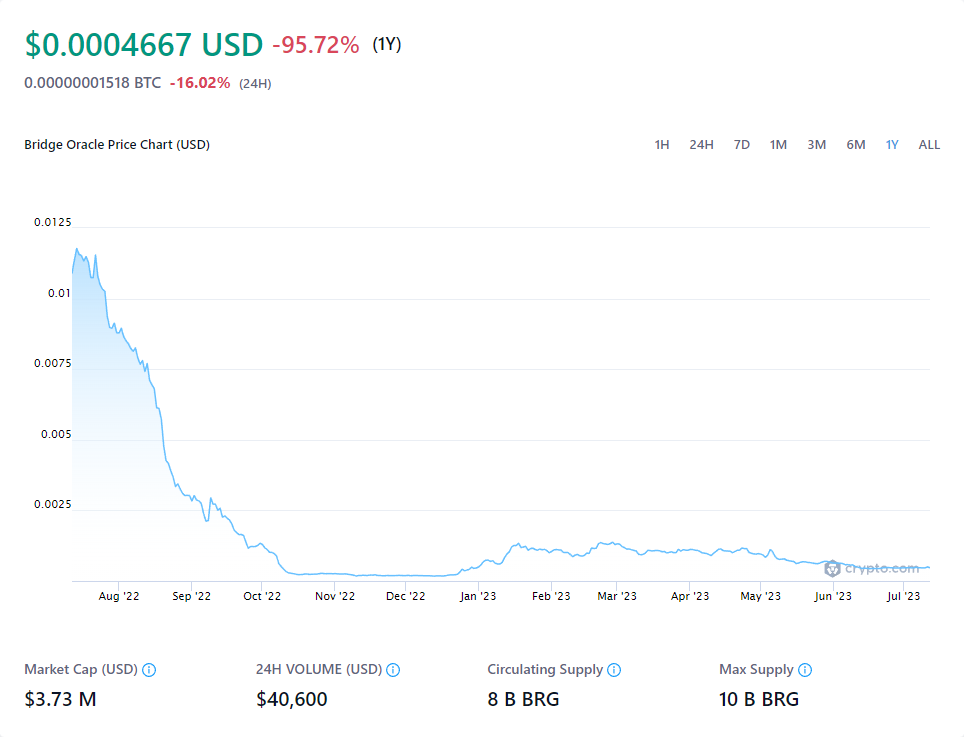 $0.0004667 USD -95.72% (1Y)
0.00000001518 BTC -16.02% (24H)
Bridge Oracle Price Chart (USD) 1H 24H 7D 1M 3M 6M 1Y ALL
0.0125
0.01
0.0075
0.005
0.0025
crypto.com
Aug '22 Sep '22 Oct '22 Nov '22 Dec '22 Jan '23 Feb '23 Mar '23 Apr '23 May '23 Jun '23 Jul '23
Market Cap (USD) 24H VOLUME (USD) Circulating Supply Max Supply
$3.73 M $40,600 8 B BRG 10 B BRG